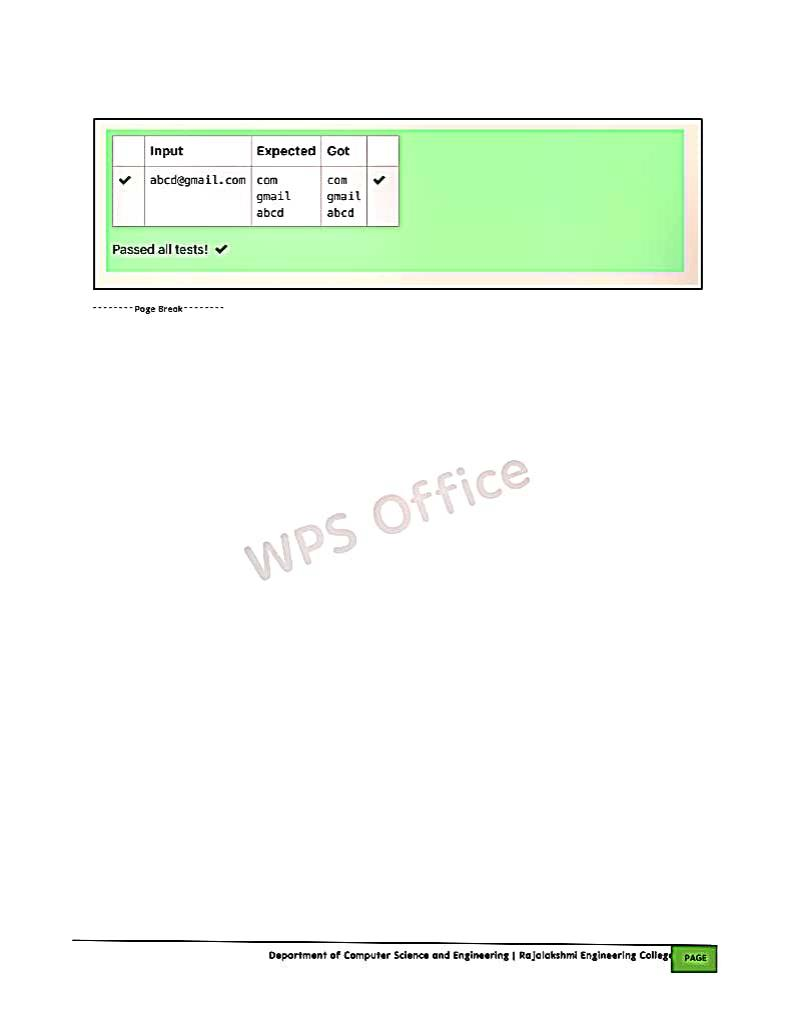 Input Expected Got
✔ abcd@gmail.com com com ✔
gmail gmail
abcd abcd
Passed all tests! ✔
--------Page Break--------
WPS Office
Department of Computer Science and Engineering | Rajalakshmi Engineering College
PAGE